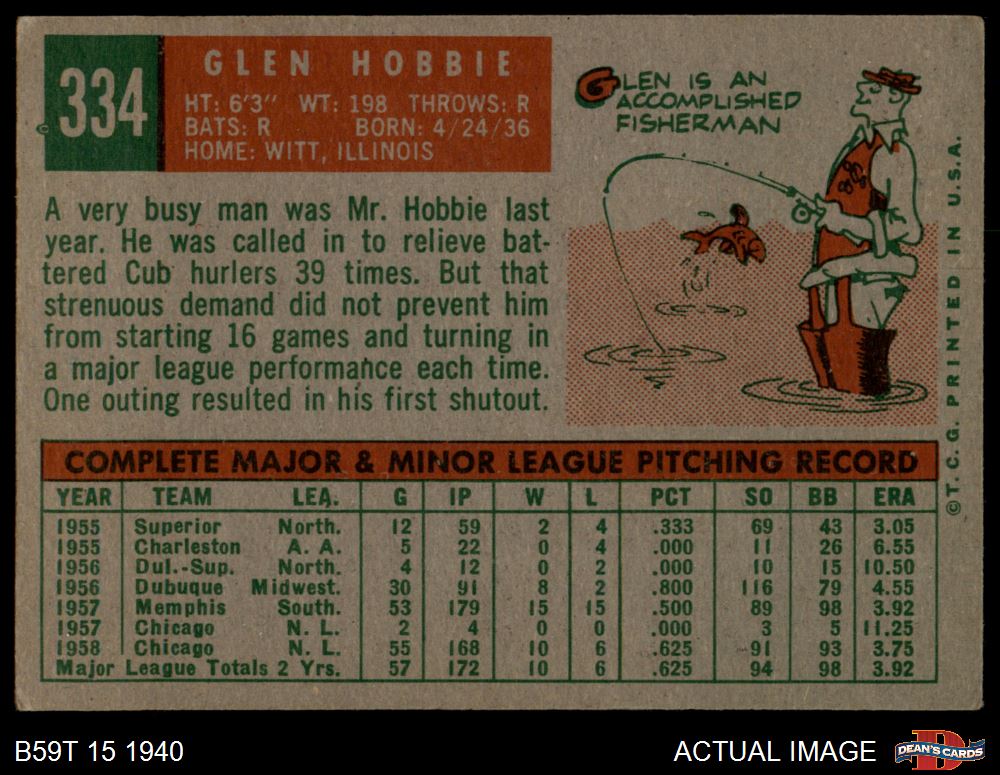 334
GLEN HOBBIE
HT: 6'3" WT: 198 THROWS: R
BATS: R BORN: 4/24/36
HOME: WITT, ILLINOIS
GLEN IS AN
ACCOMPLISHED
FISHERMAN
A very busy man was Mr. Hobbie last
year. He was called in to relieve bat-
tered Cub hurlers 39 times. But that
strenuous demand did not prevent him
from starting 16 games and turning in
a major league performance each time.
One outing resulted in his first shutout.
© T. C. G. PRINTED IN U.S.A.
COMPLETE MAJOR & MINOR LEAGUE PITCHING RECORD
YEAR TEAM LEA. G IP W L PCT SO BB ERA
1955 Superior North. 12 59 2 4 .333 69 43 3.05
1955 Charleston A. A. 5 22 0 4 .000 11 26 6.55
1956 Dul.-Sup. North. 4 12 0 2 .000 10 15 10.50
1956 Dubuque Midwest. 30 91 8 2 .800 116 79 4.55
1957 Memphis South. 53 179 15 15 .500 89 98 3.92
1957 Chicago N. L. 2 4 0 0 .000 3 5 11.25
1958 Chicago N. L. 55 168 10 6 .625 91 93 3.75
Major League Totals 2 Yrs. 57 172 10 6 .625 94 98 3.92
B59T 15 1940
ACTUAL IMAGE
DEAN'S CARDS